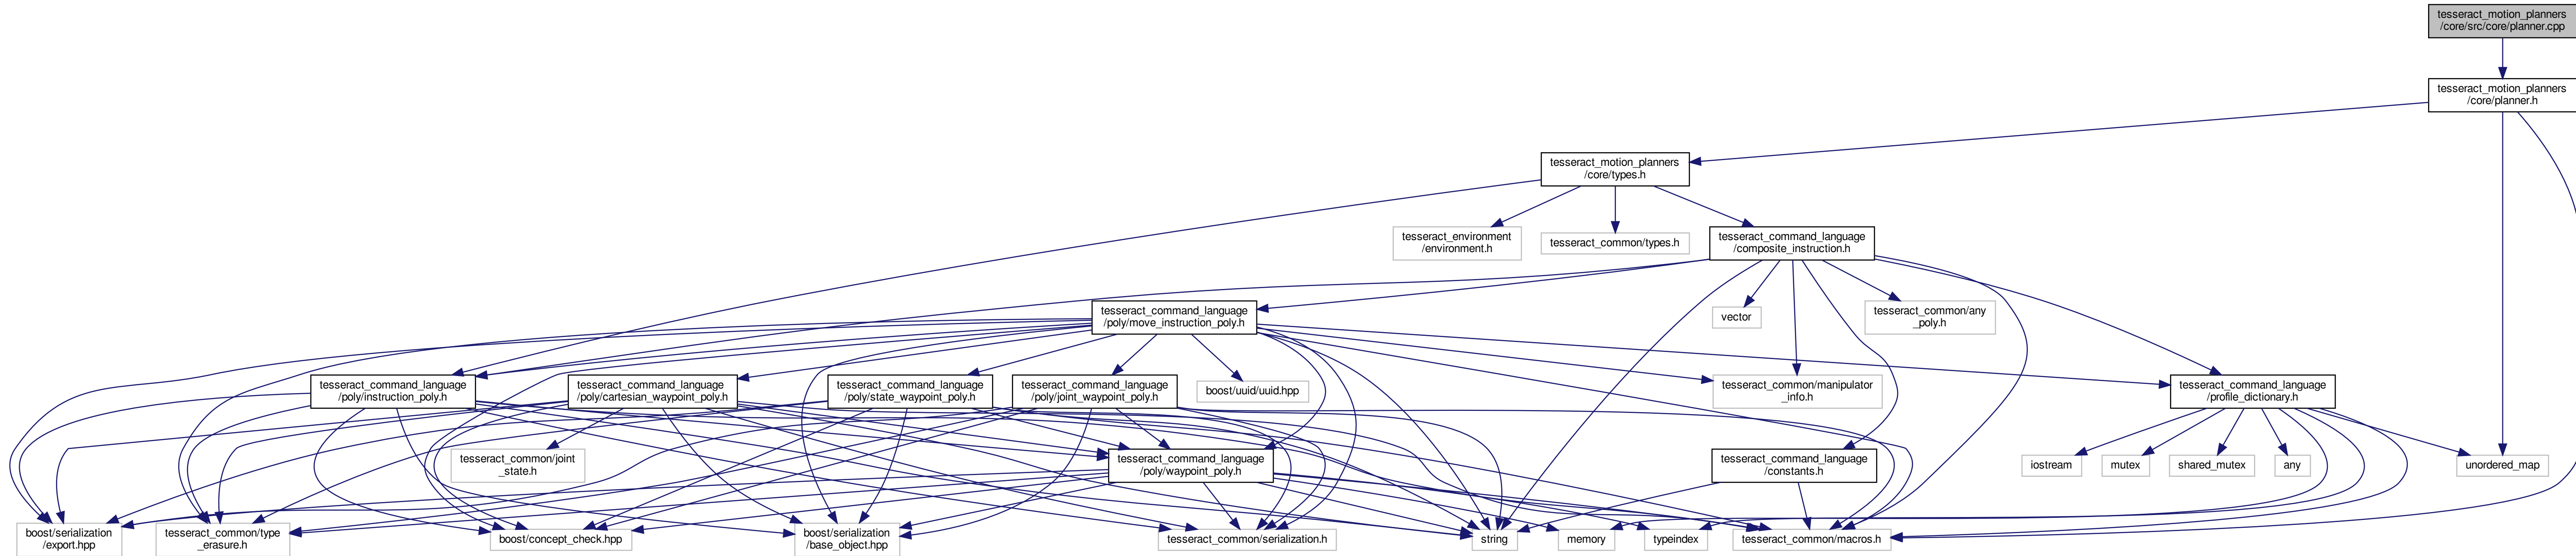 tesseract_motion_planners
/core/src/core/planner.cpp
tesseract_motion_planners
/core/planner.h
tesseract_motion_planners
/core/types.h
tesseract_environment
/environment.h
tesseract_common/types.h
tesseract_command_language
/composite_instruction.h
tesseract_command_language
/poly/move_instruction_poly.h
vector
tesseract_common/any
_poly.h
tesseract_command_language
/poly/instruction_poly.h
tesseract_command_language
/poly/cartesian_waypoint_poly.h
tesseract_command_language
/poly/state_waypoint_poly.h
tesseract_command_language
/poly/joint_waypoint_poly.h
boost/uuid/uuid.hpp
tesseract_common/manipulator
_info.h
tesseract_command_language
/profile_dictionary.h
tesseract_common/joint
_state.h
tesseract_command_language
/poly/waypoint_poly.h
tesseract_command_language
/constants.h
iostream
mutex
shared_mutex
any
unordered_map
boost/serialization
/export.hpp
tesseract_common/type
_erasure.h
boost/concept_check.hpp
boost/serialization
/base_object.hpp
tesseract_common/serialization.h
string
memory
typeindex
tesseract_common/macros.h